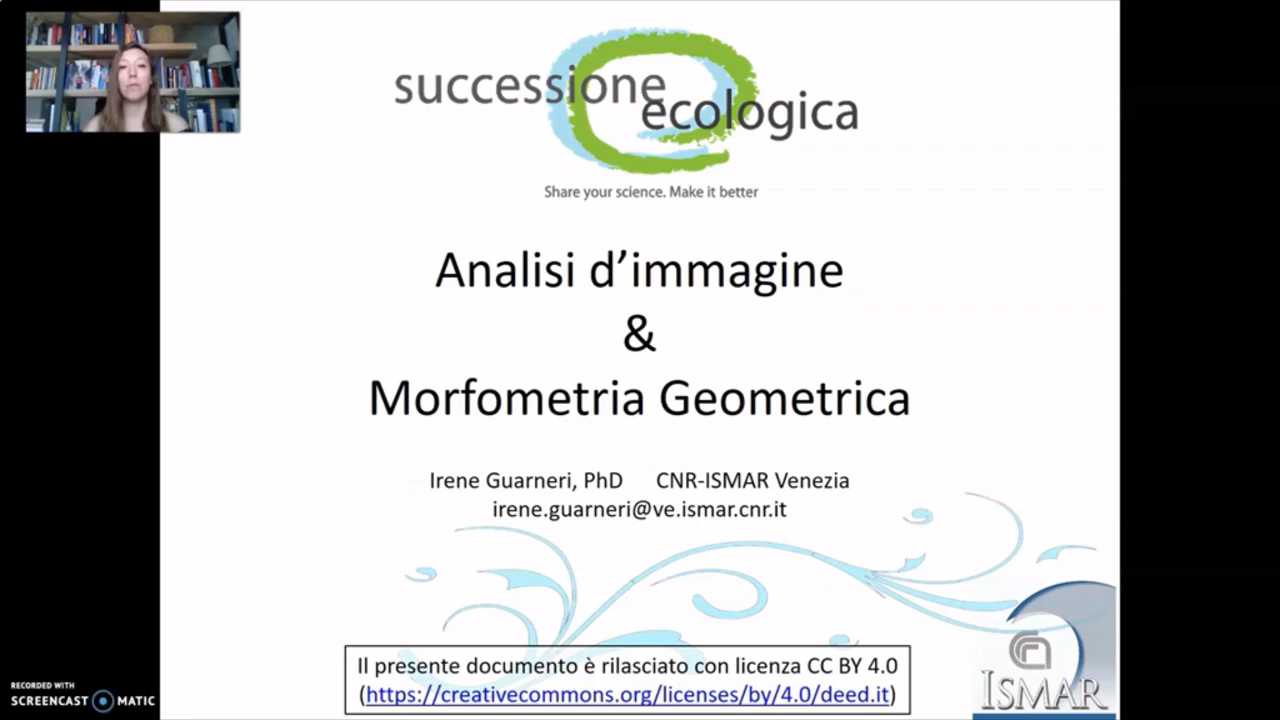 successione
ecologica
Share your science. Make it better
Analisi d’immagine
&
Morfometria Geometrica
Irene Guarneri, PhD CNR-ISMAR Venezia
irene.guarneri@ve.ismar.cnr.it
Il presente documento è rilasciato con licenza CC BY 4.0
(https://creativecommons.org/licenses/by/4.0/deed.it)
ISMAR
RECORDED WITH
SCREENCAST MATIC